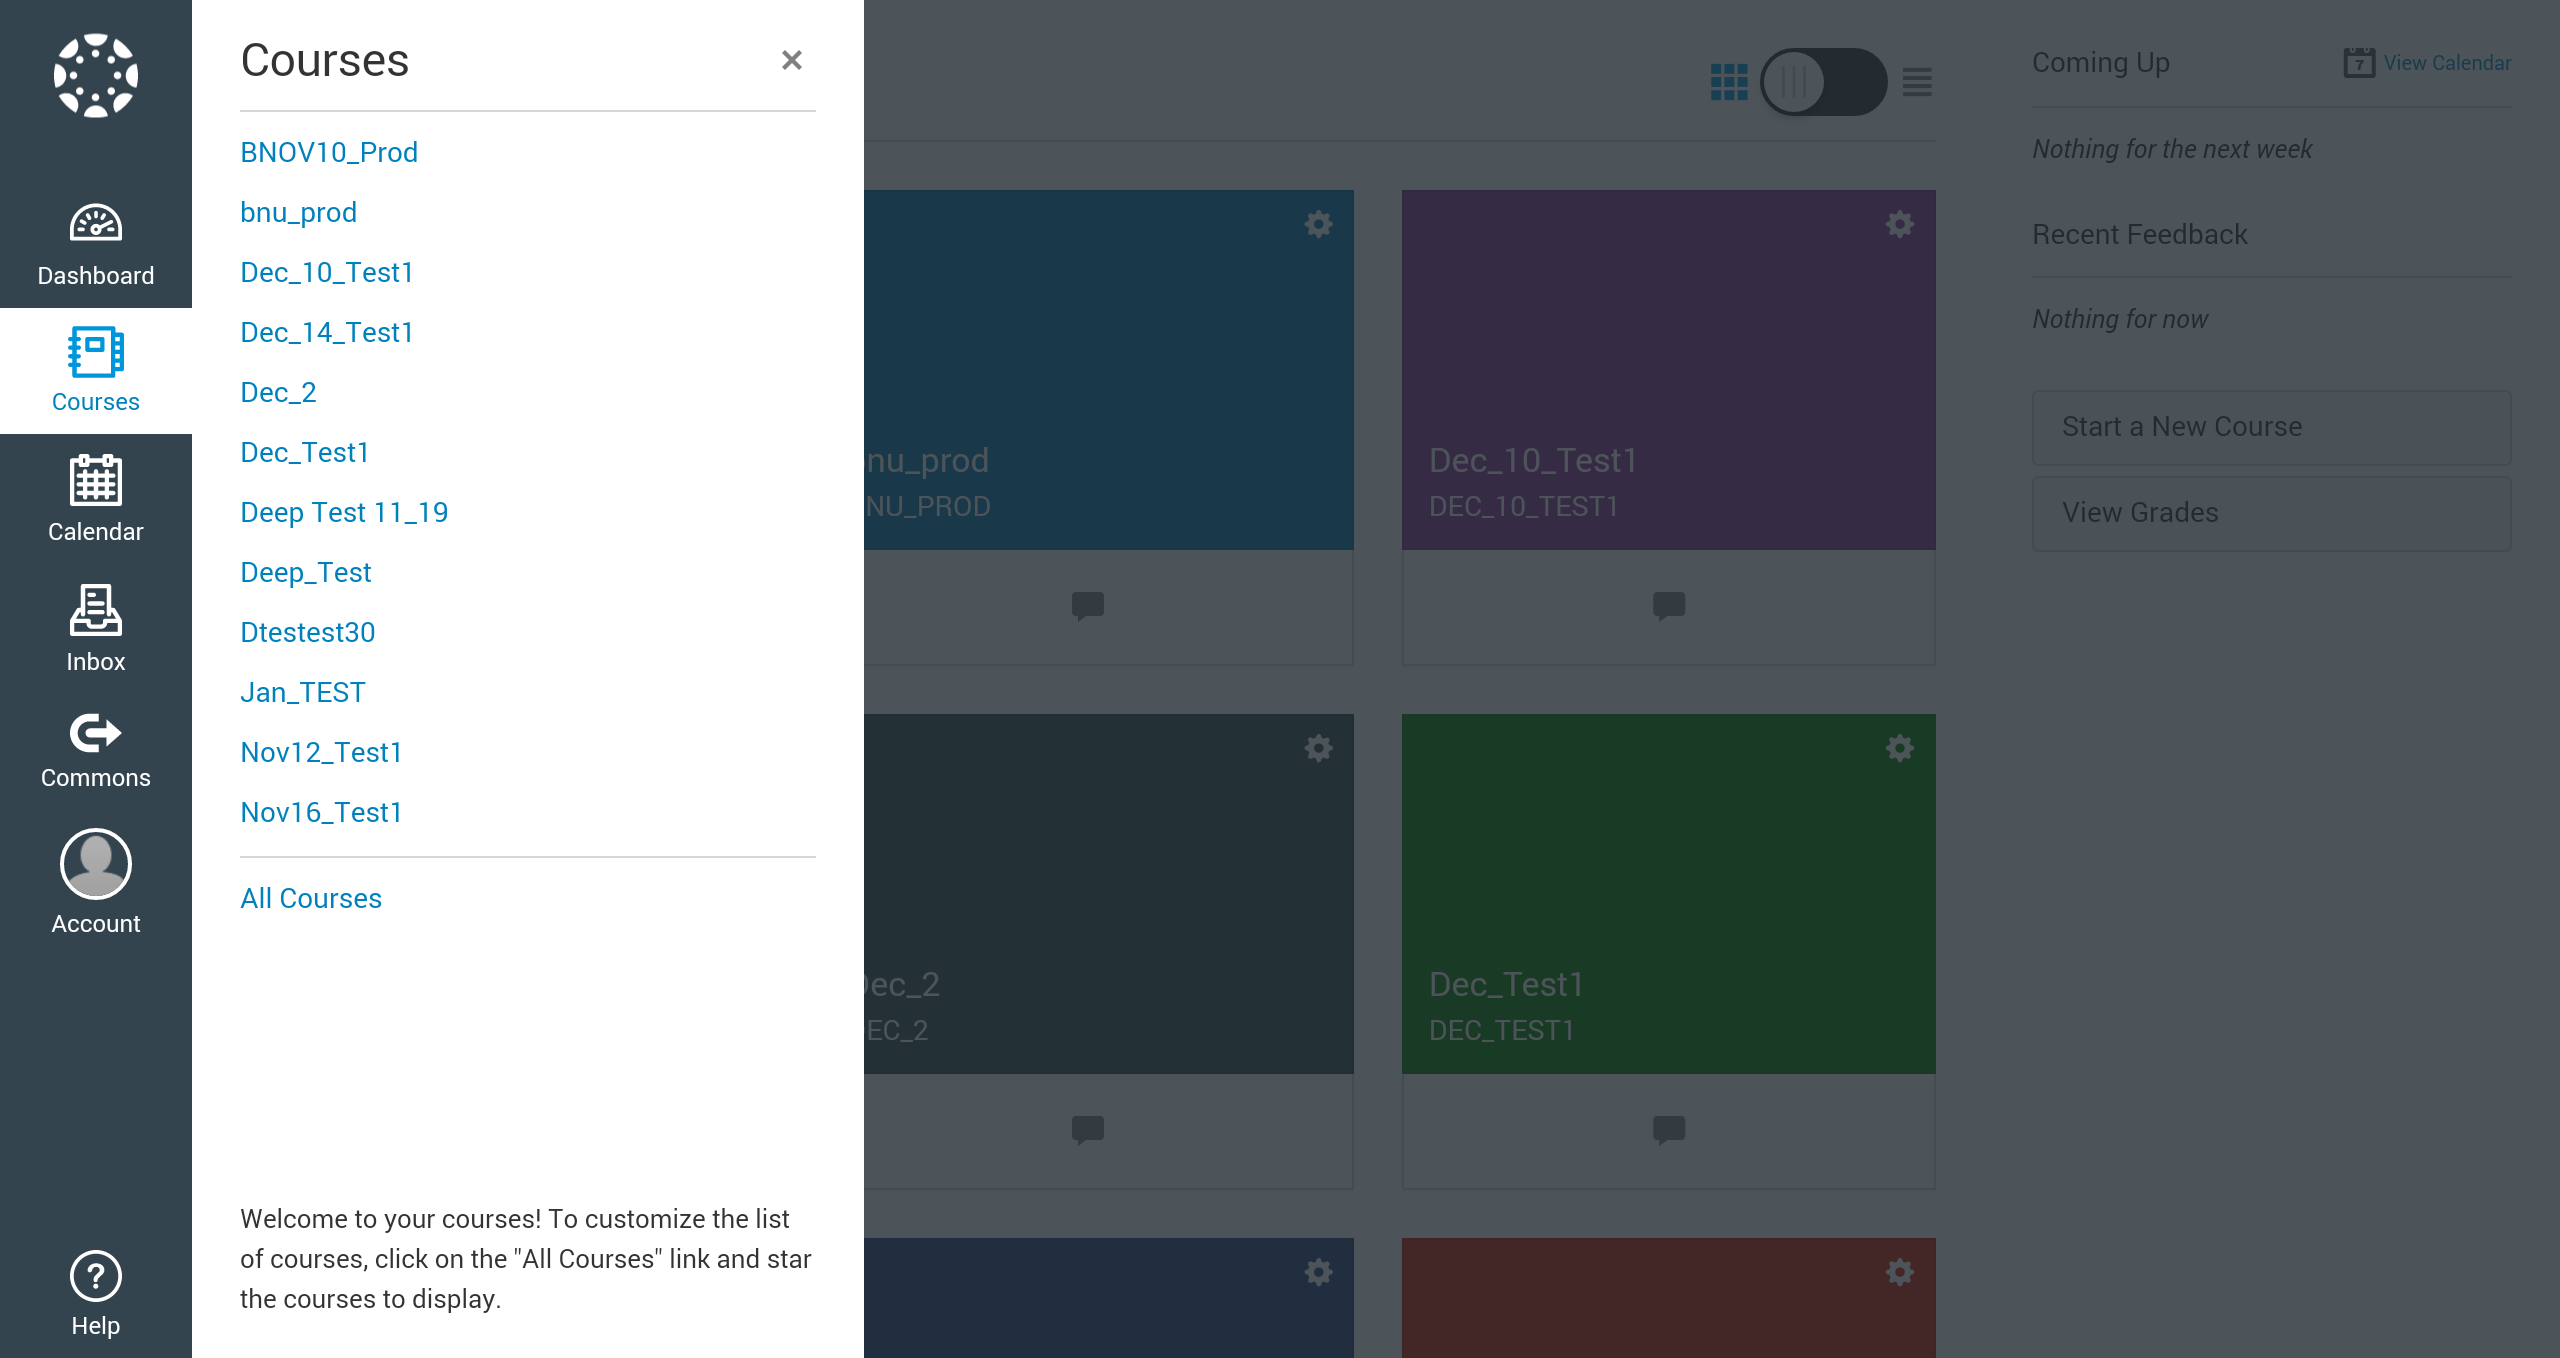 Dashboard
Courses
Calendar
Inbox
Commons
Account
Help
Courses
BNOV10_Prod
bnu_prod
Dec_10_Test1
Dec_14_Test1
Dec_2
Dec_Test1
Deep Test 11_19
Deep_Test
Dtestest30
Jan_TEST
Nov12_Test1
Nov16_Test1
All Courses
Welcome to your courses! To customize the list
of courses, click on the "All Courses" link and star
the courses to display.
nu_prod
NU_PROD
Dec_10_Test1
DEC_10_TEST1
Dec_2
EC_2
Dec_Test1
DEC_TEST1
Coming Up
7
View Calendar
Nothing for the next week
Recent Feedback
Nothing for now
Start a New Course
View Grades